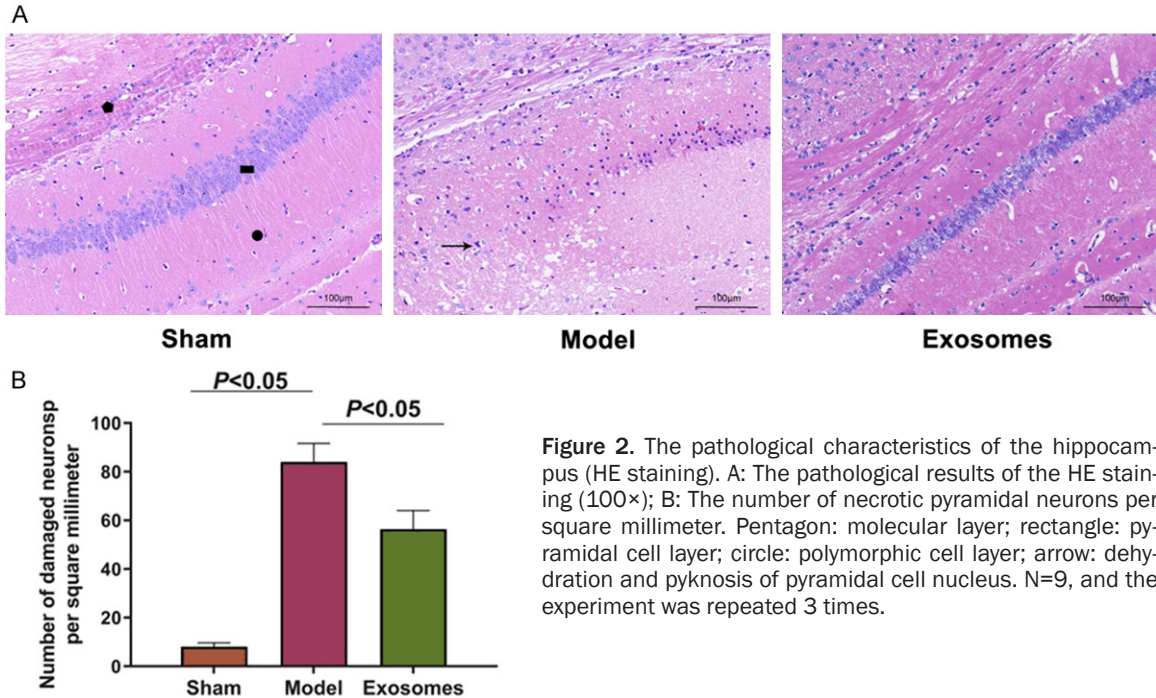 A
100μm
100μm
100μm
Sham
Model
Exosomes
B
P<0.05
P<0.05
Number of damaged neuronsp
per square millimeter
100
80
60
40
20
0
Sham
Model
Exosomes
Figure 2. The pathological characteristics of the hippocam-
pus (HE staining). A: The pathological results of the HE stain-
ing (100×); B: The number of necrotic pyramidal neurons per
square millimeter. Pentagon: molecular layer; rectangle: py-
ramidal cell layer; circle: polymorphic cell layer; arrow: dehy-
dration and pyknosis of pyramidal cell nucleus. N=9, and the
experiment was repeated 3 times.